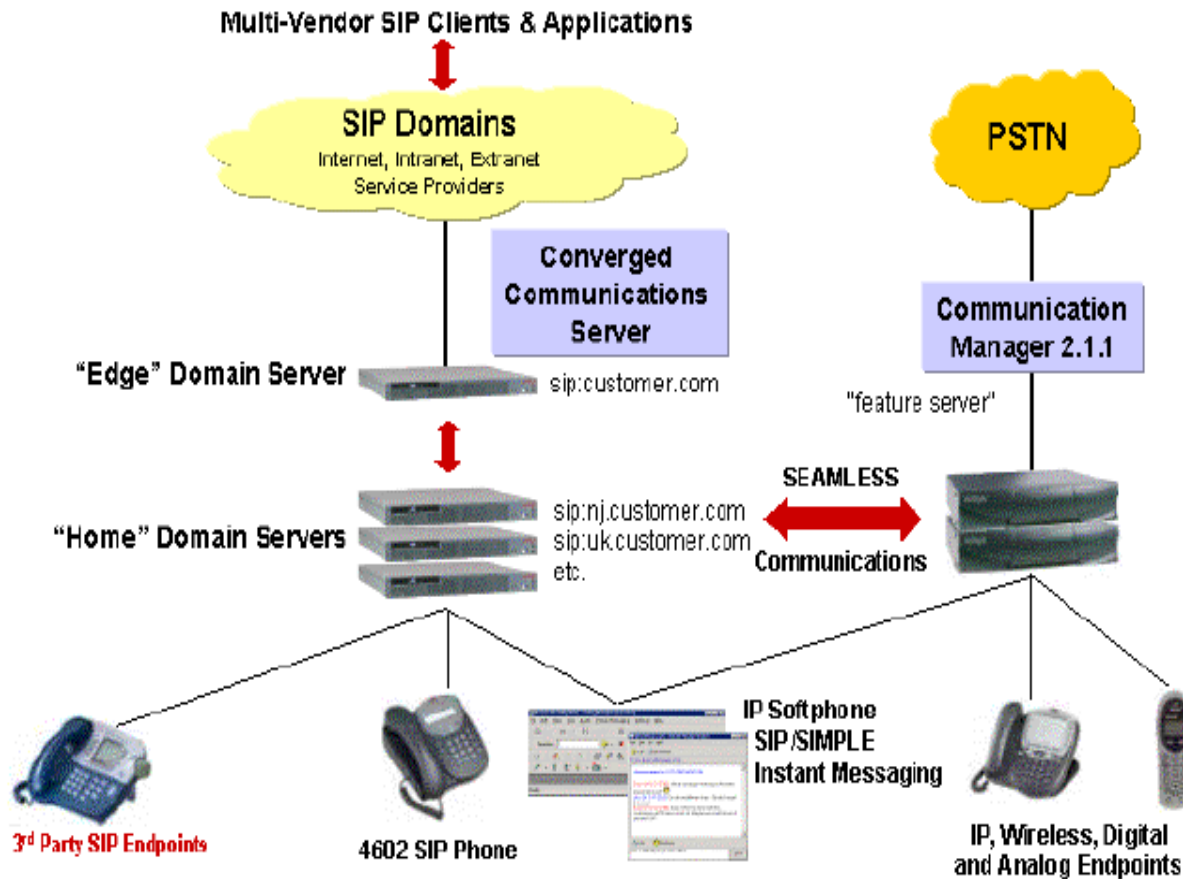 Multi-Vendor SIP Clients & Applications
SIP Domains
Internet, Intranet, Extranet
Service Providers
PSTN
Converged
Communications
Server
Communication
Manager 2.1.1
"Edge" Domain Server
sip:customer.com
"feature server"
"Home" Domain Servers
sip:nj.customer.com
sip:uk.customer.com
etc.
SEAMLESS
Communications
IP Softphone
SIP/SIMPLE
Instant Messaging
3rd Party SIP Endpoints
4602 SIP Phone
IP, Wireless, Digital
and Analog Endpoints